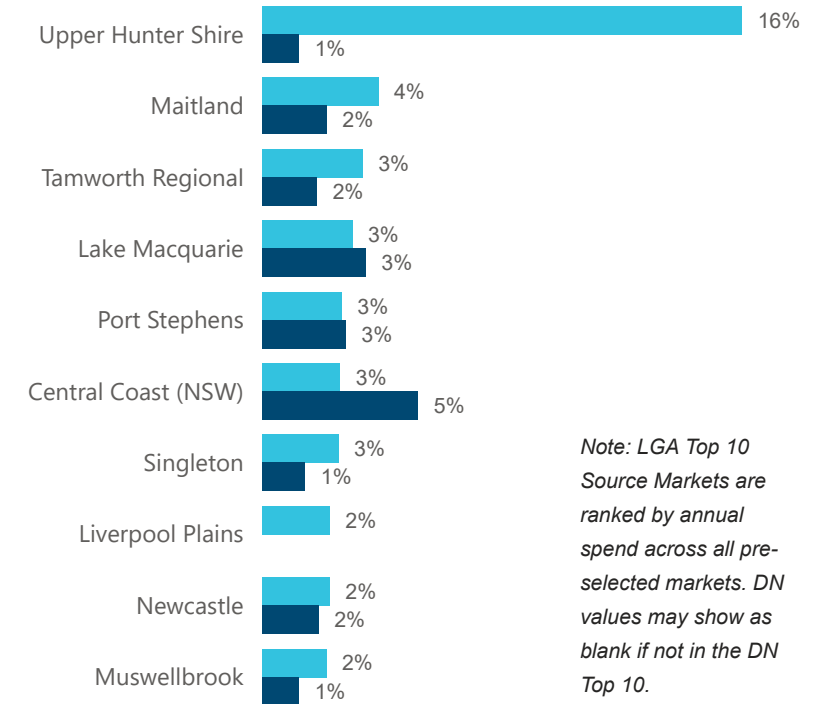 Upper Hunter Shire
16%
1%
Maitland
4%
2%
Tamworth Regional
3%
2%
Lake Macquarie
3%
3%
Port Stephens
3%
3%
Central Coast (NSW)
3%
5%
Singleton
3%
1%
Liverpool Plains
2%
Newcastle
2%
2%
Muswellbrook
2%
1%
Note: LGA Top 10
Source Markets are
ranked by annual
spend across all pre-
selected markets. DN
values may show as
blank if not in the DN
Top 10.